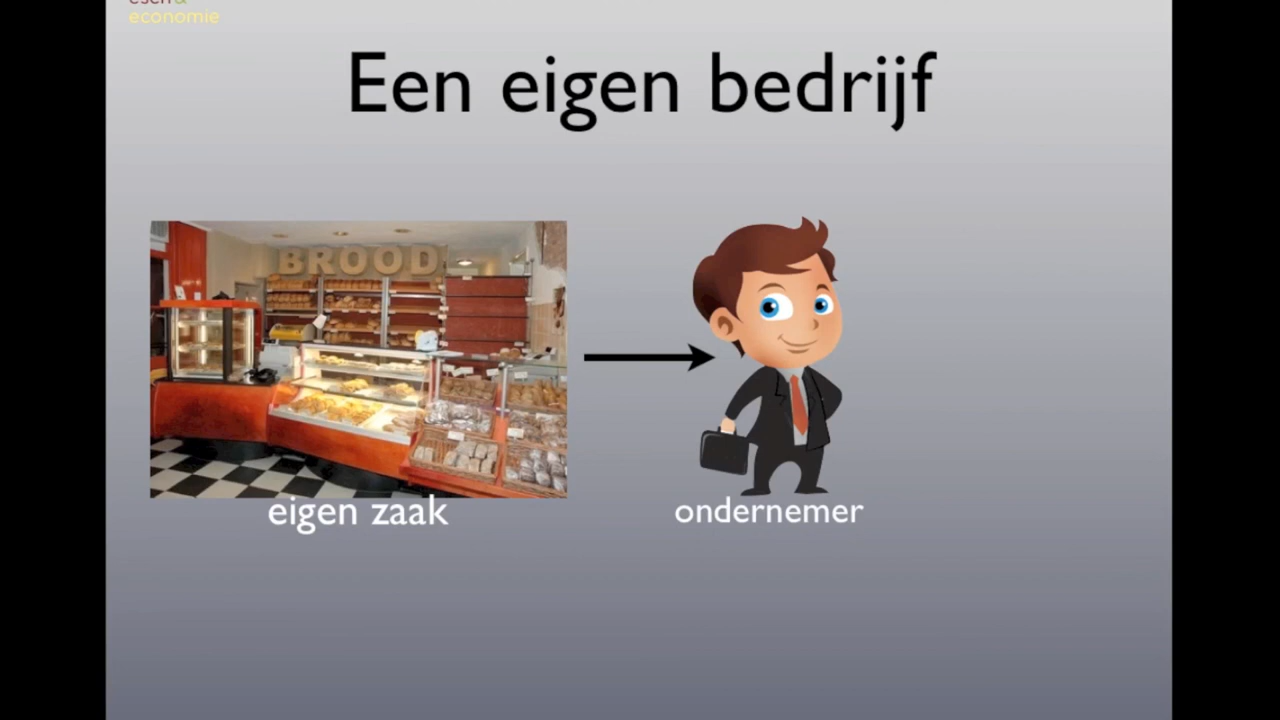 economie
Een eigen bedrijf
BROOD
eigen zaak
ondernemer